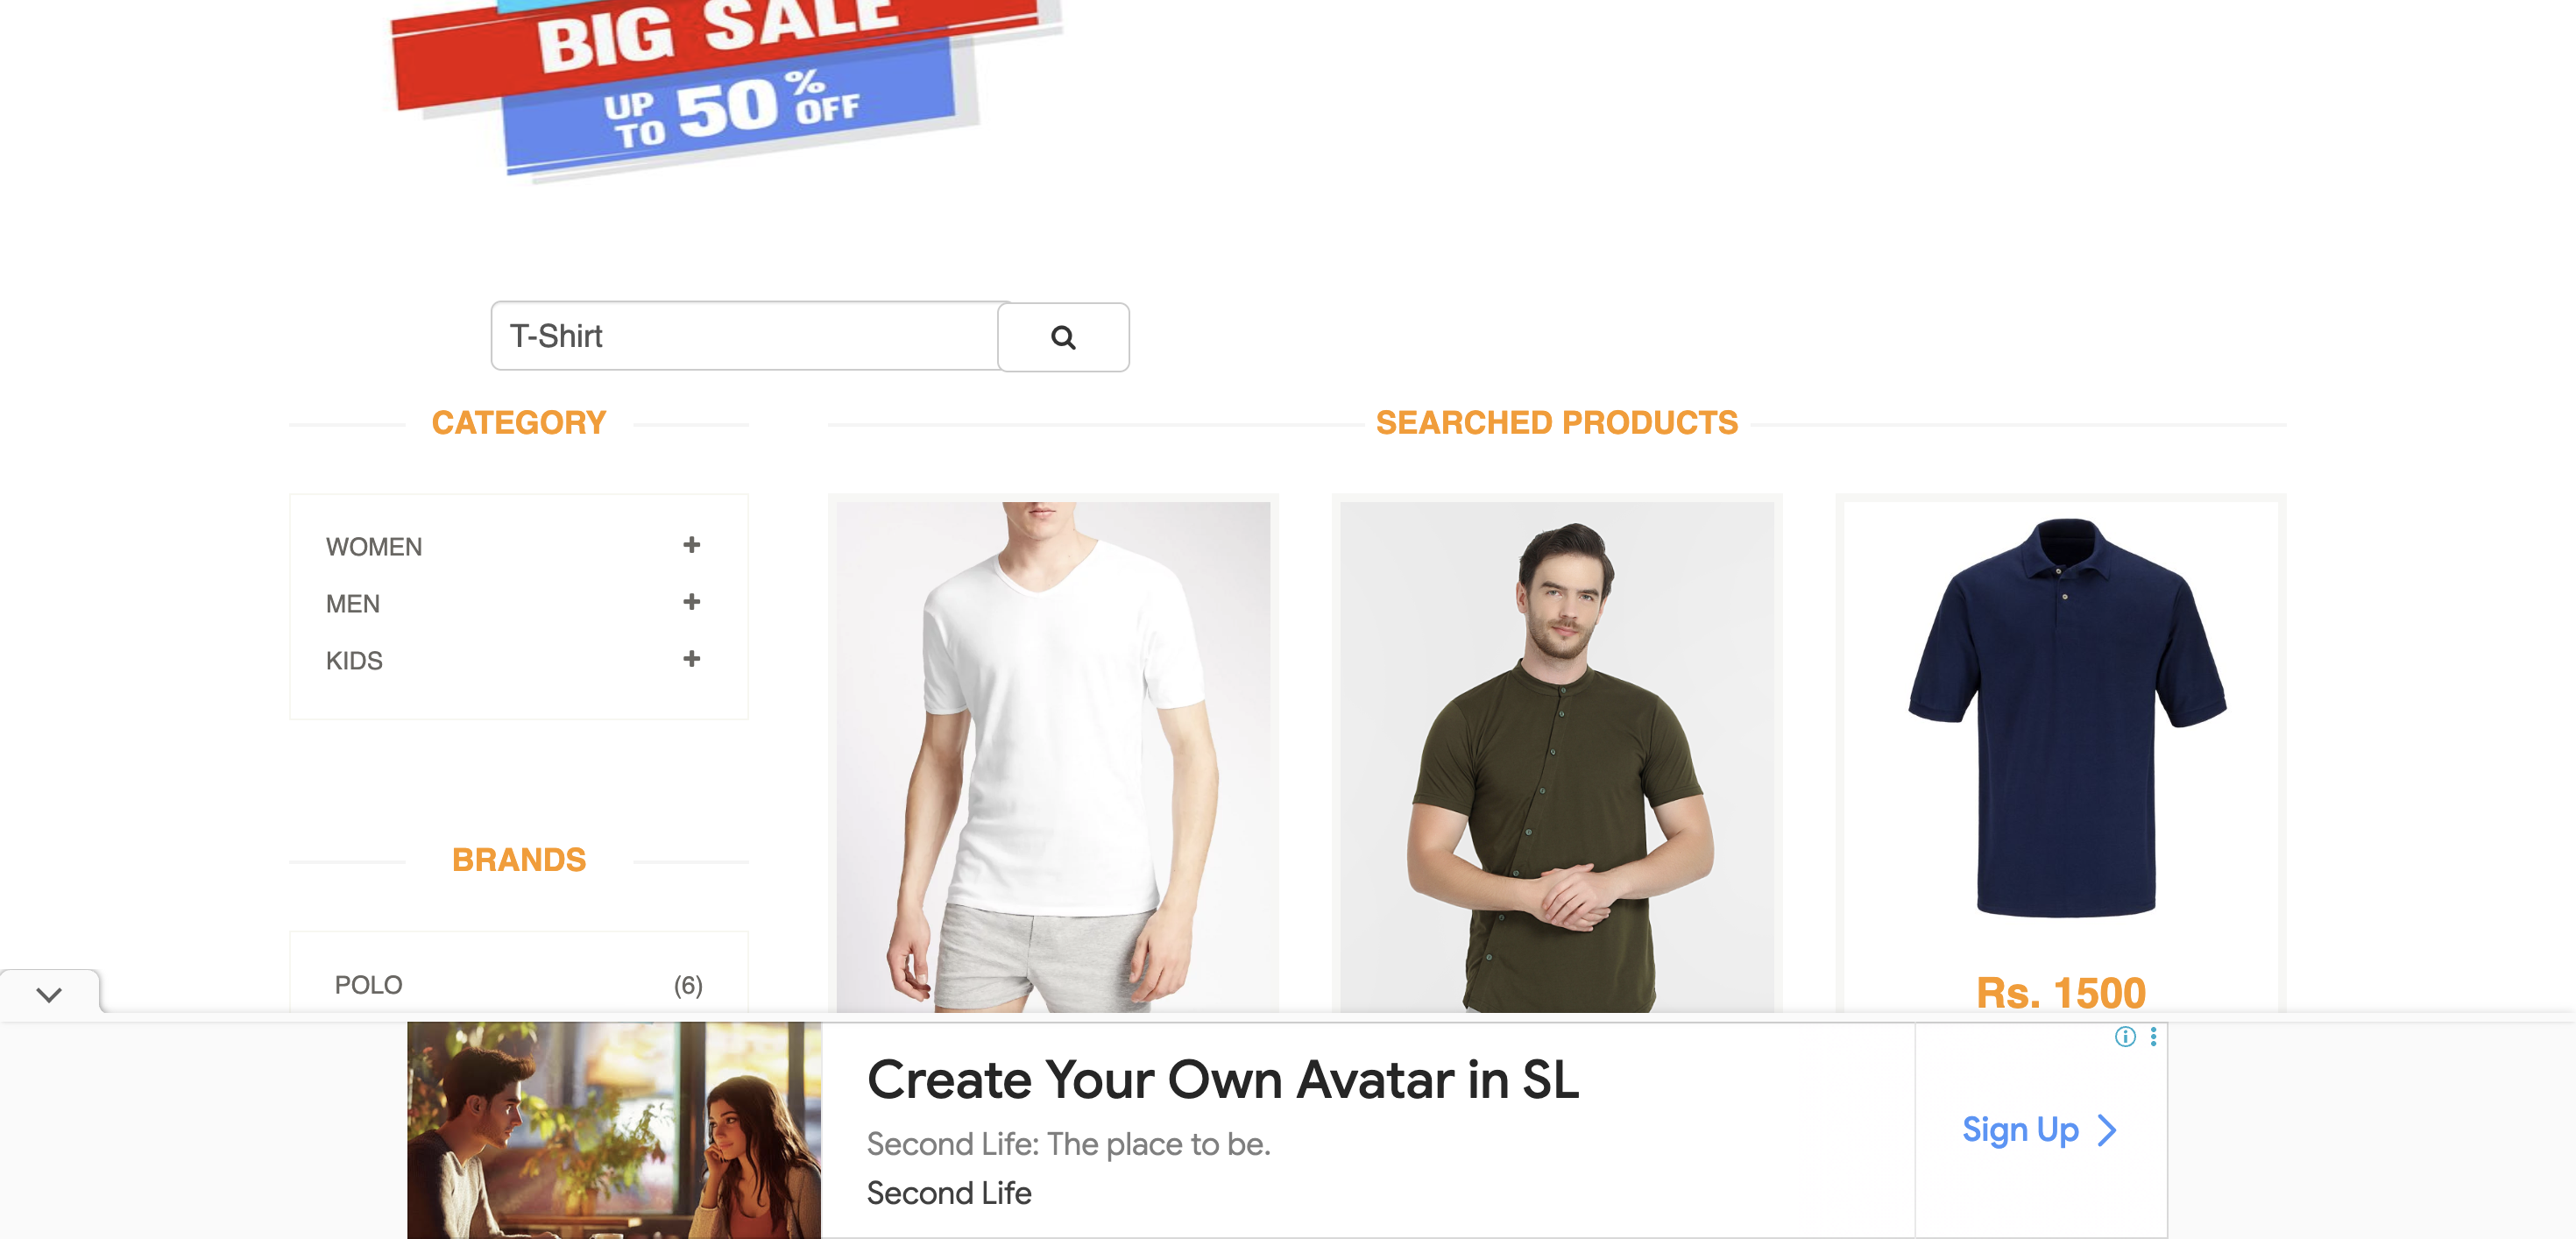 BIG SALE
UP TO 50% OFF
T-Shirt
CATEGORY
WOMEN
MEN
KIDS
BRANDS
POLO (6)
SEARCHED PRODUCTS
Rs. 1500
Create Your Own Avatar in SL
Second Life: The place to be.
Second Life
Sign Up